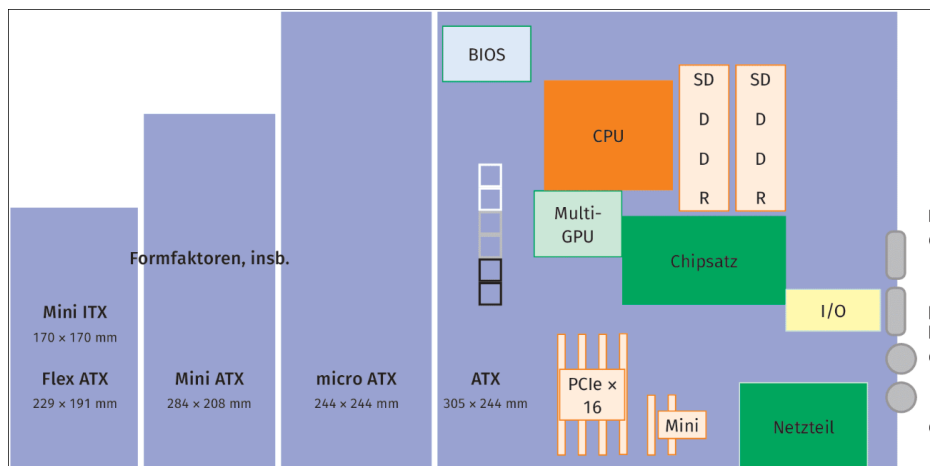 BIOS
SD
D
D
R
SD
D
D
R
CPU
Multi-
GPU
Chipsatz
I/O
Formfaktoren, insb.
Mini ITX
170 × 170 mm
Flex ATX
229 × 191 mm
Mini ATX
284 × 208 mm
micro ATX
244 × 244 mm
ATX
305 × 244 mm
PCIe ×
16
Mini
Netzteil